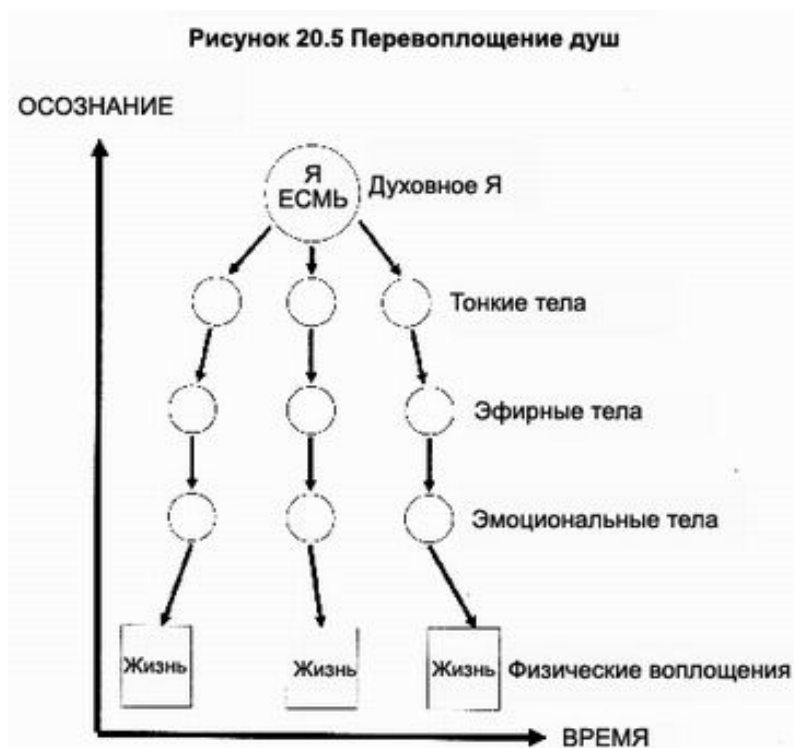 Рисунок 20.5 Перевоплощение душ
ОСОЗНАНИЕ
Я
ЕСМЬ
Духовное Я
Тонкие тела
Эфирные тела
Эмоциональные тела
Жизнь
Жизнь
Жизнь
Физические воплощения
ВРЕМЯ